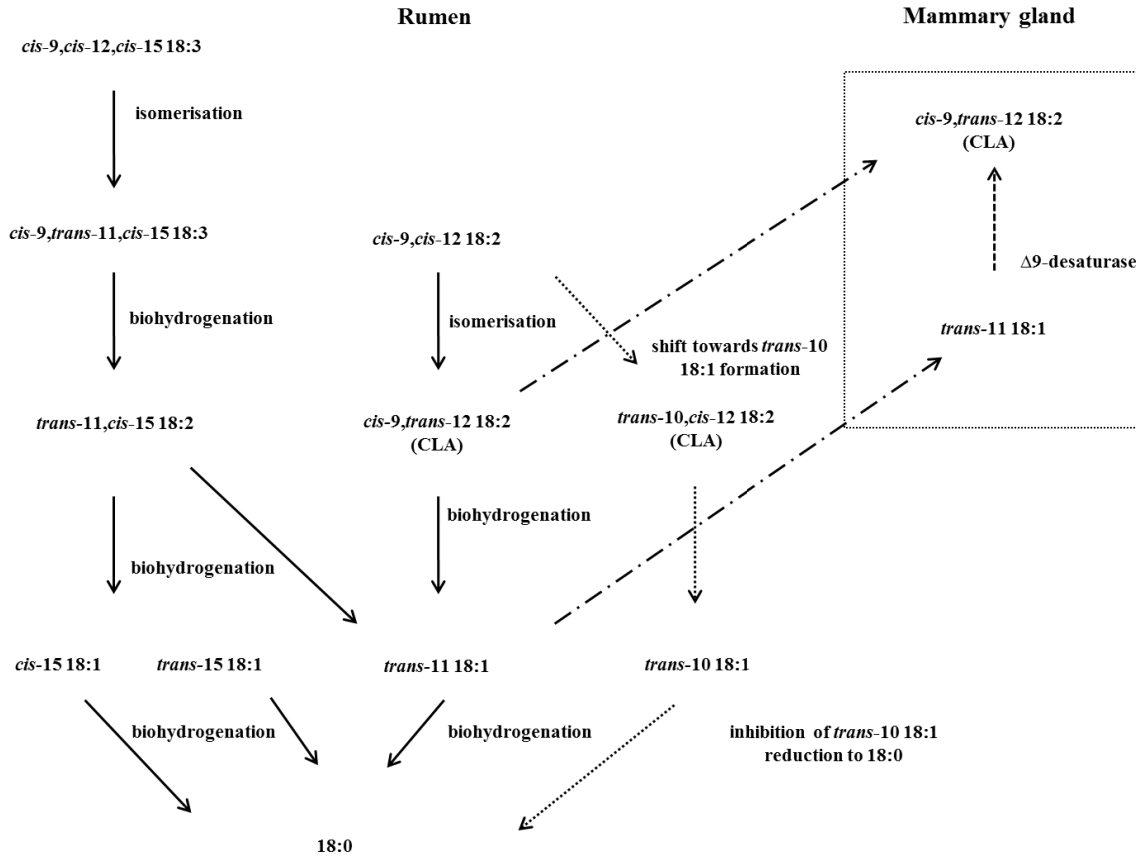 Rumen
Mammary gland
cis-9,cis-12,cis-15 18:3
isomerisation
cis-9,trans-12 18:2
(CLA)
cis-9,trans-11,cis-15 18:3
cis-9,cis-12 18:2
Δ9-desaturase
biohydrogenation
isomerisation
trans-11 18:1
shift towards trans-10
18:1 formation
trans-11,cis-15 18:2
cis-9,trans-12 18:2
(CLA)
trans-10,cis-12 18:2
(CLA)
biohydrogenation
biohydrogenation
cis-15 18:1
trans-15 18:1
trans-11 18:1
trans-10 18:1
biohydrogenation
biohydrogenation
inhibition of trans-10 18:1
reduction to 18:0
18:0